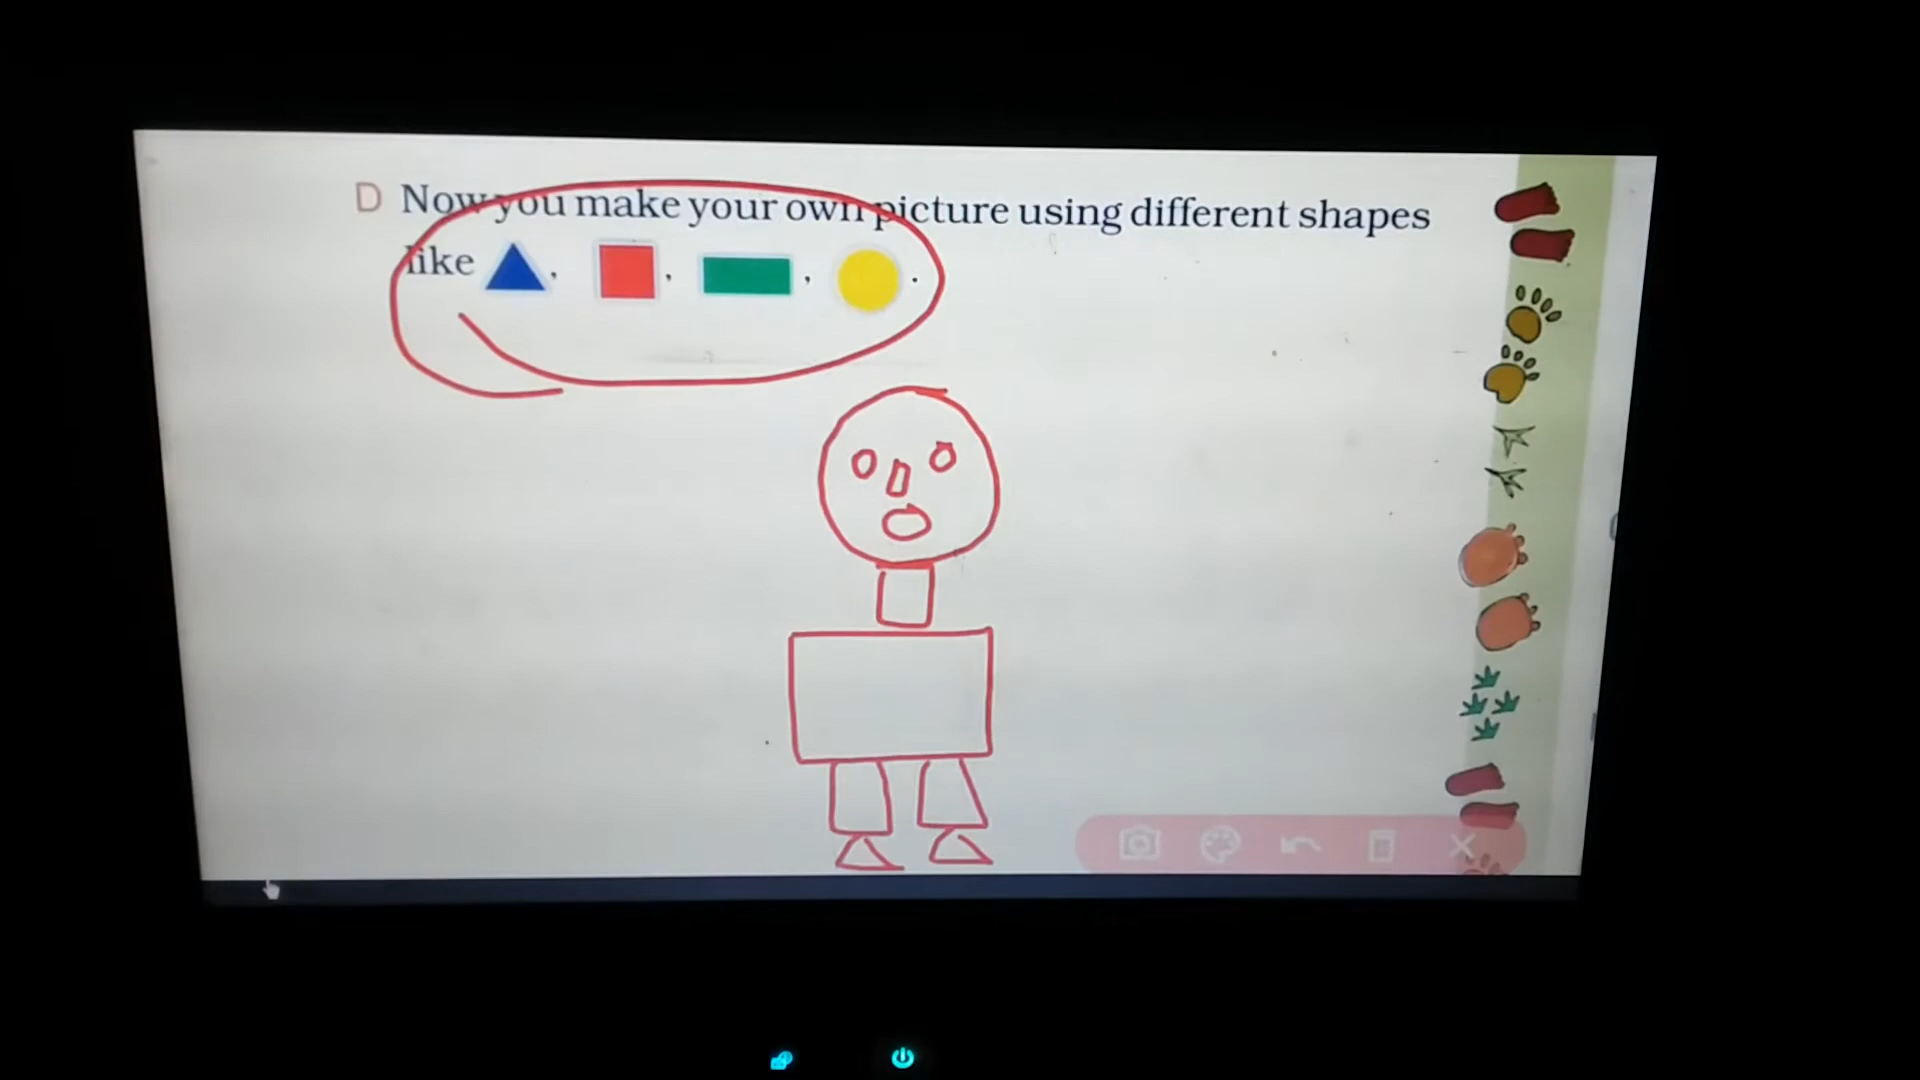 D Now you make your own picture using different shapes
like , , , .